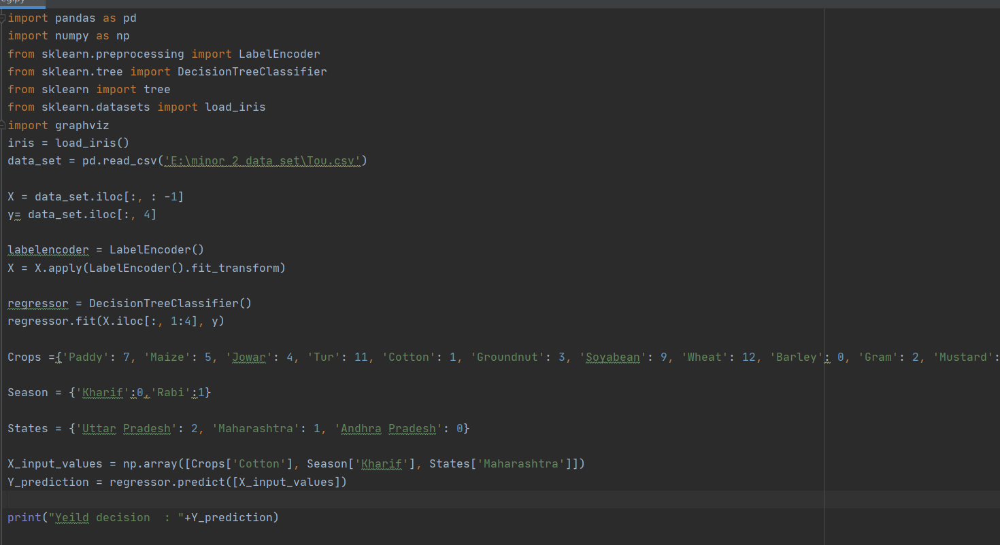 import pandas as pd
import numpy as np
from sklearn.preprocessing import LabelEncoder
from sklearn.tree import DecisionTreeClassifier
from sklearn import tree
from sklearn.datasets import load_iris
import graphviz
iris = load_iris()
data_set = pd.read_csv('E:\minor 2 data set\Tou.csv')
X = data_set.iloc[:, : -1]
y= data_set.iloc[:, 4]
labelencoder = LabelEncoder()
X = X.apply(LabelEncoder().fit_transform)
regressor = DecisionTreeClassifier()
regressor.fit(X.iloc[:, 1:4], y)
Crops ={'Paddy': 7, 'Maize': 5, 'Jowar': 4, 'Tur': 11, 'Cotton': 1, 'Groundnut': 3, 'Soyabean': 9, 'Wheat': 12, 'Barley': 0, 'Gram': 2, 'Mustard':
Season = {'Kharif':0,'Rabi':1}
States = {'Uttar Pradesh': 2, 'Maharashtra': 1, 'Andhra Pradesh': 0}
X_input_values = np.array([Crops['Cotton'], Season['Kharif'], States['Maharashtra']])
Y_prediction = regressor.predict([X_input_values])
print("Yeild decision  : "+Y_prediction)